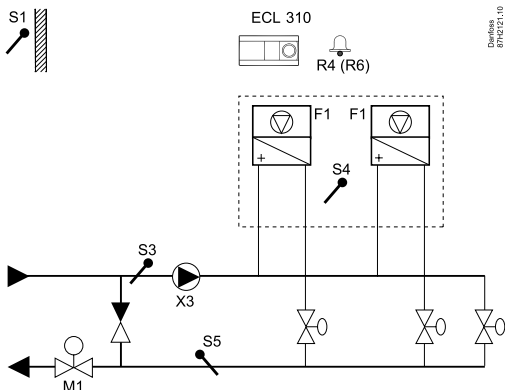 S1
ECL 310
Danfoss
87H2121.10
R4 (R6)
F1
F1
S4
S3
X3
S5
M1